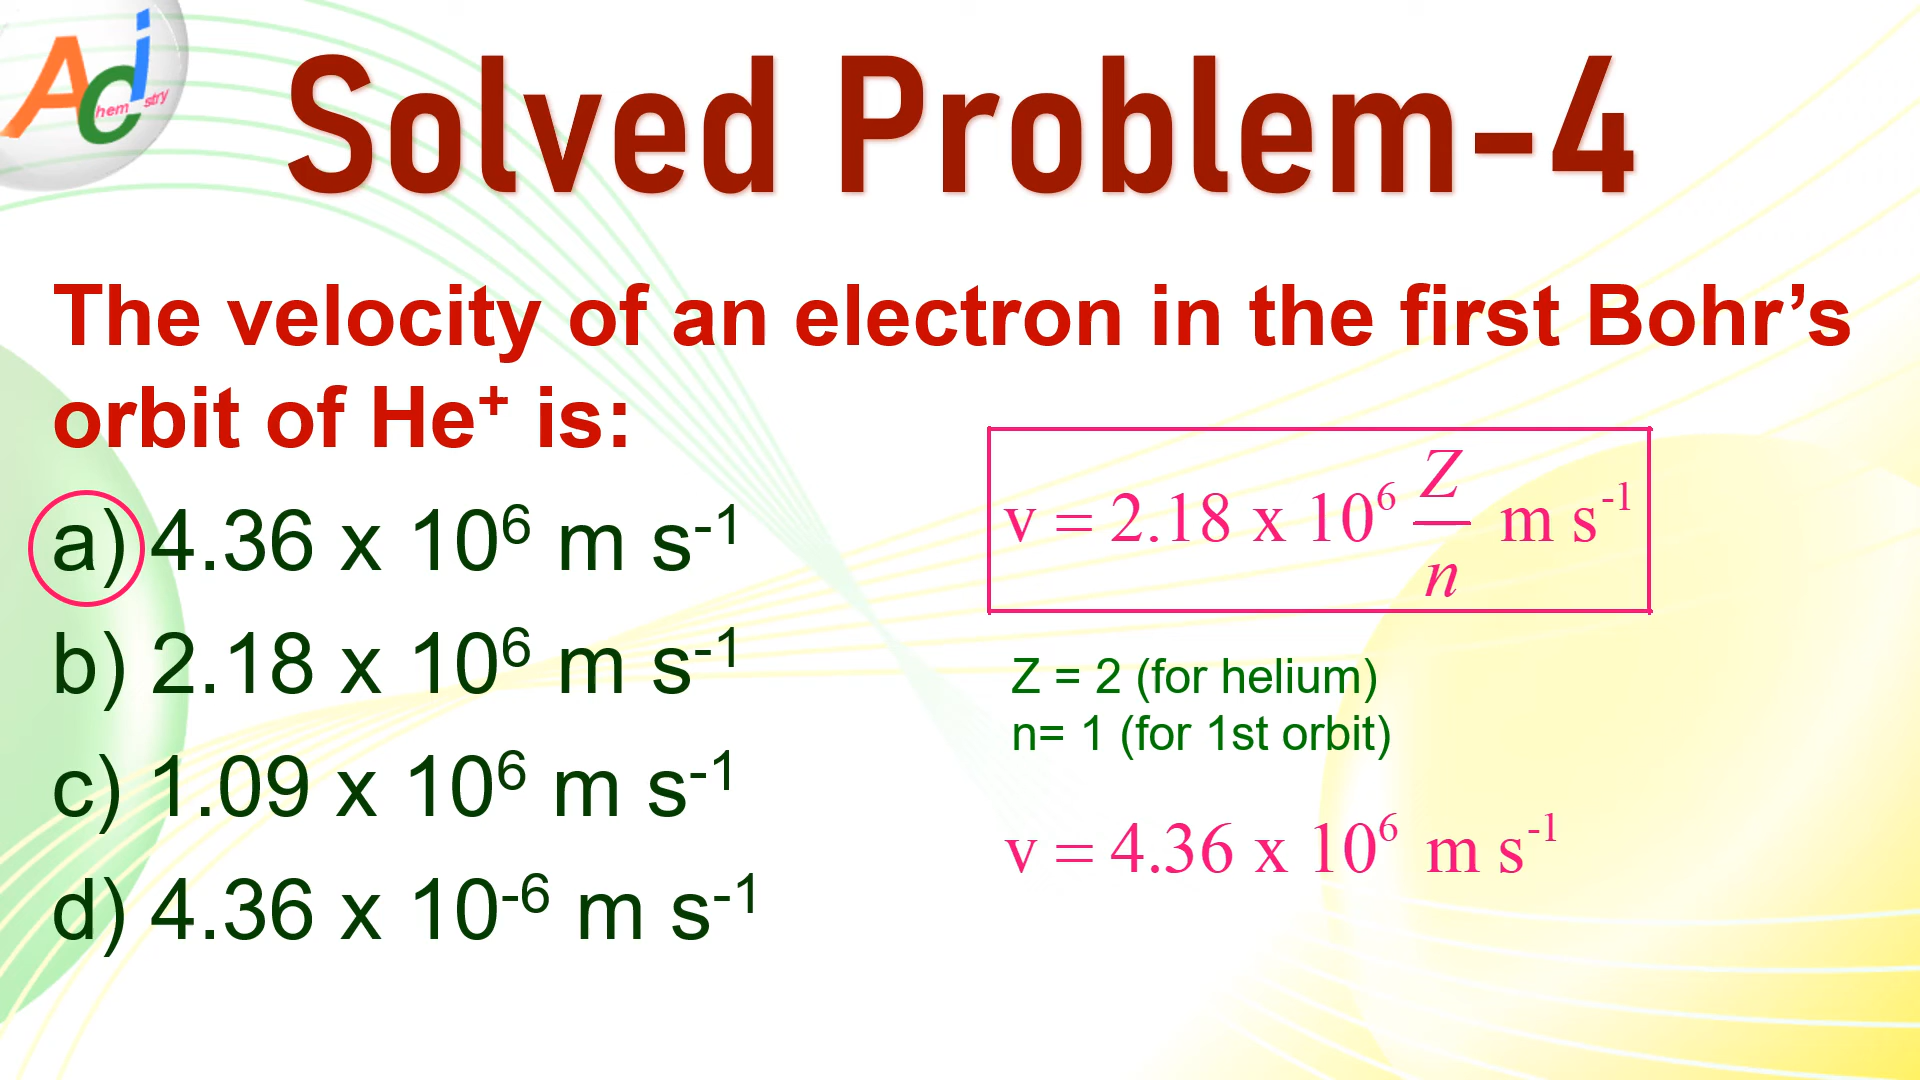 AChemistry
Solved Problem-4
The velocity of an electron in the first Bohr’s
orbit of He⁺ is:
a) 4.36 x 10⁶ m s⁻¹
b) 2.18 x 10⁶ m s⁻¹
c) 1.09 x 10⁶ m s⁻¹
d) 4.36 x 10⁻⁶ m s⁻¹
v = 2.18 x 10⁶ Z/n m s⁻¹
Z = 2 (for helium)
n= 1 (for 1st orbit)
v = 4.36 x 10⁶ m s⁻¹